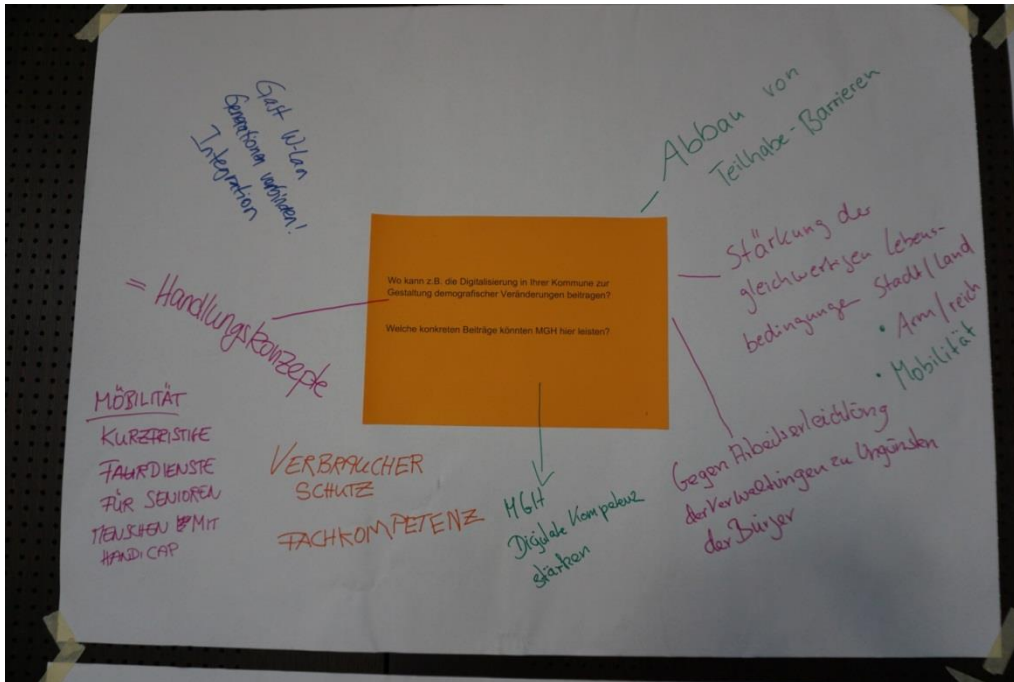 Gast W-Lan
Generationen verbinden!
Integration
Abbau von
Teilhabe-Barrieren
Wo kann z.B. die Digitalisierung in Ihrer Kommune zur
Gestaltung demografischer Veränderungen beitragen?
Welche konkreten Beiträge könnten MGH hier leisten?
Stärkung der
gleichwertigen Lebens-
bedingungen Stadt/Land
• Arm/reich
• Mobilität
= Handlungskonzepte
MOBILITÄT
KURZFRISTIGE
FAHRDIENSTE
FÜR SENIOREN
MENSCHEN MIT
HANDICAP
VERBRAUCHER
SCHUTZ
FACHKOMPETENZ
MGH
Digitale Kompetenz
stärken
Gegen Arbeitserleichtung
der Verwaltungen zu Ungunsten
der Bürger